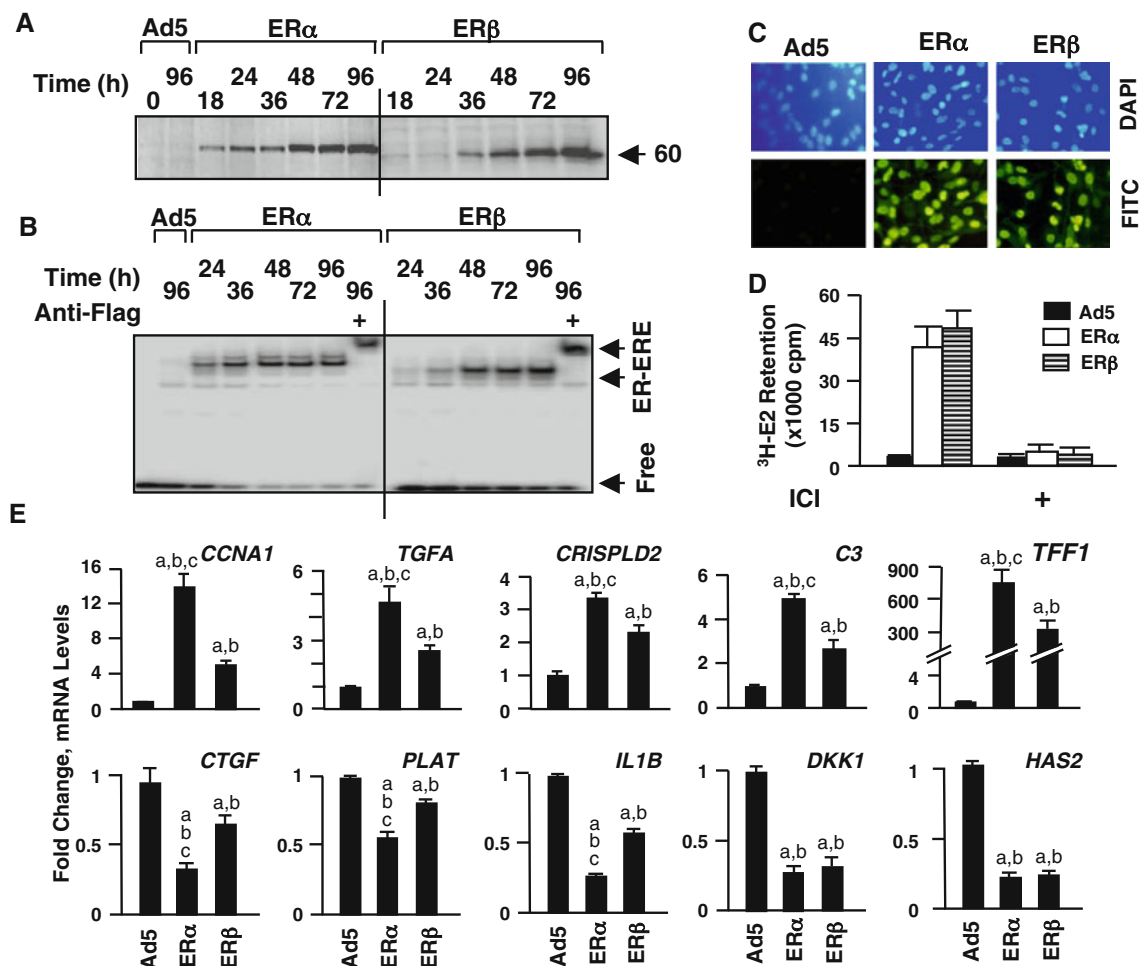 A
Ad5 ERα ERβ
96 24 48 96 24 48 96
Time (h)
0 18 36 72 18 36 72
60
B
Ad5 ERα ERβ
24 48 96 24 48 96
Time (h)
96 36 72 96 36 72 96
Anti-Flag + +
ER-ERE
Free
C
Ad5 ERα ERβ
DAPI
FITC
D
³H-E2 Retention
(x1000 cpm)
60
45
30
15
0
Ad5
ERα
ERβ
ICI +
E
Fold Change, mRNA Levels
CCNA1
16
12
8
4
0
a,b,c
a,b
TGFA
6
5
3
2
0
a,b,c
a,b
CRISPLD2
4
3
2
1
0
a,b,c
a,b
C3
6
4
2
0
a,b,c
a,b
TFF1
900
600
300
4
0
a,b,c
a,b
CTGF
1
0.5
0
a
b
c
a,b
Ad5 ERα ERβ
PLAT
1
0.5
0
a
b
c
a,b
Ad5 ERα ERβ
IL1B
1
0.5
0
a
b
c
a,b
Ad5 ERα ERβ
DKK1
1
0.5
0
a,b
a,b
Ad5 ERα ERβ
HAS2
1
0.5
0
a,b
a,b
Ad5 ERα ERβ